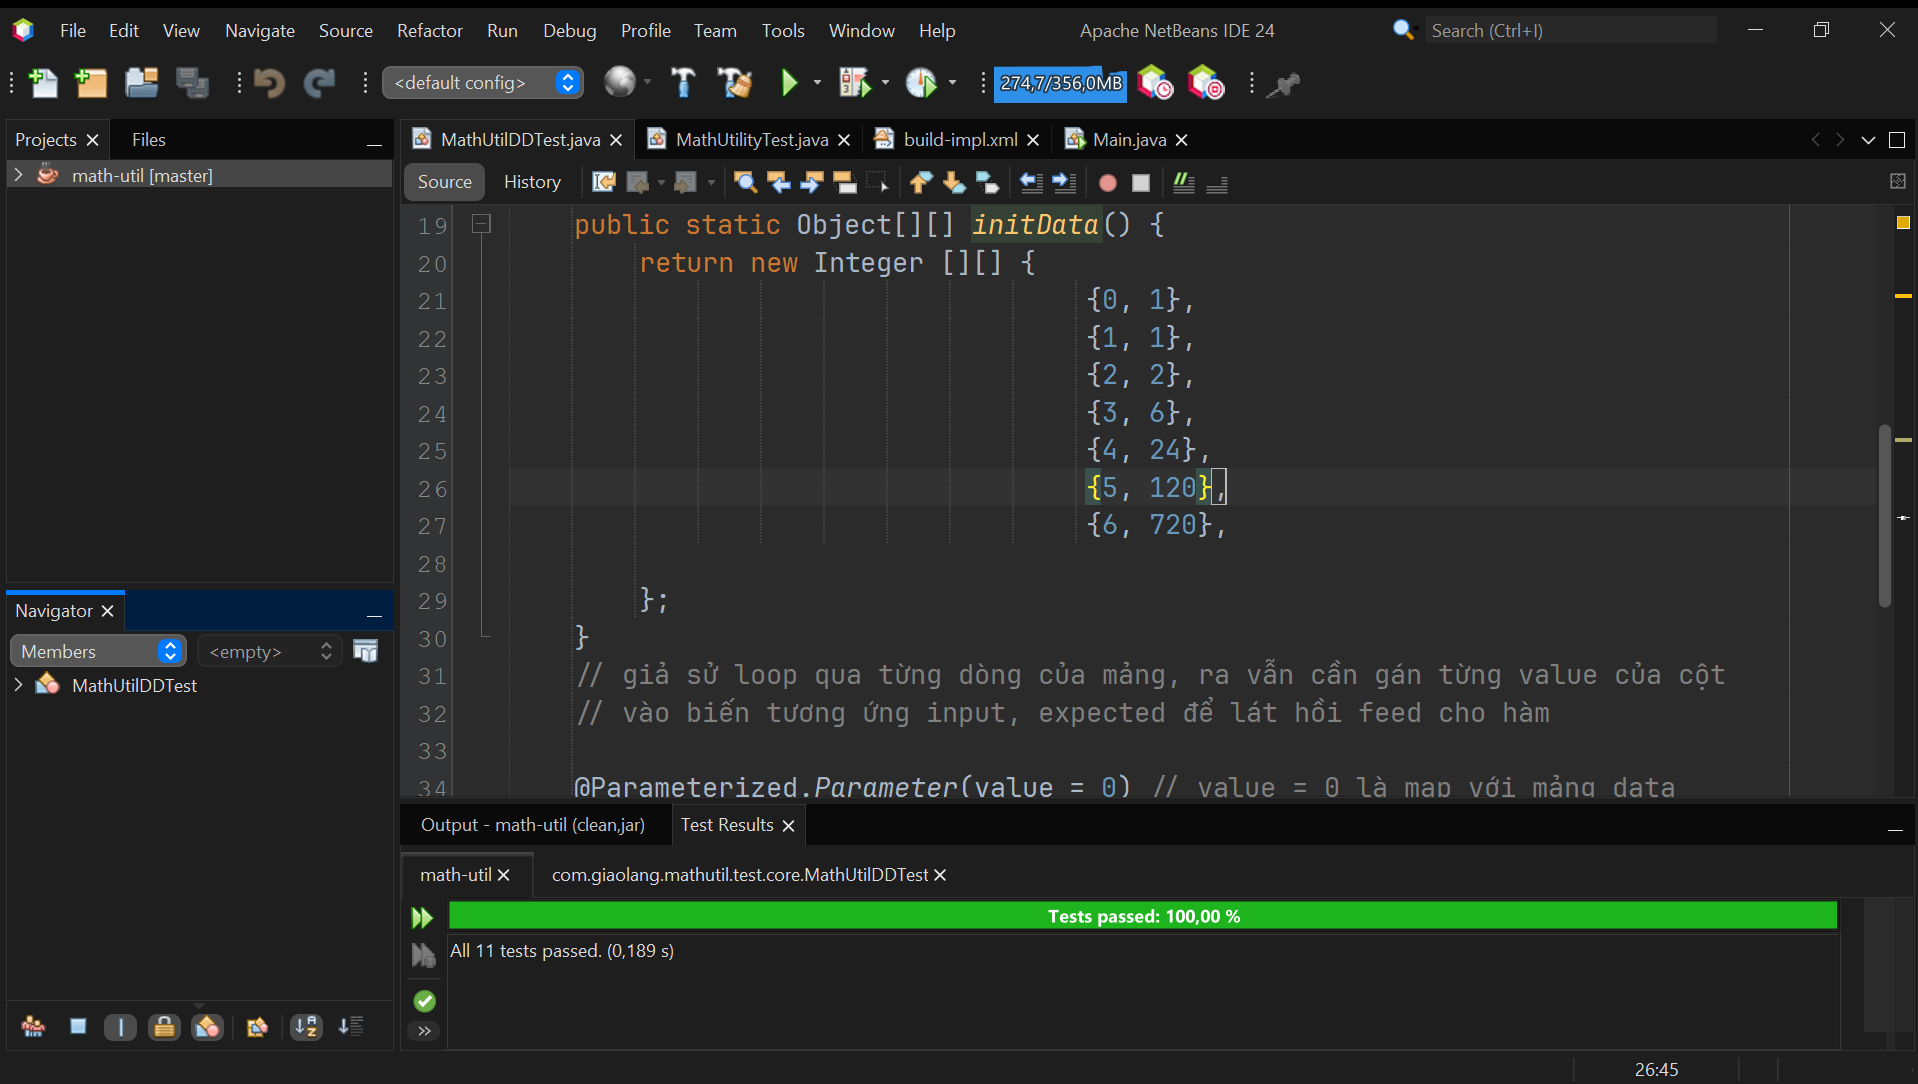 File Edit View Navigate Source Refactor Run Debug Profile Team Tools Window Help
Apache NetBeans IDE 24
Search (Ctrl+I)
<default config>
274,7/356,0MB
Projects
Files
math-util [master]
MathUtilDDTest.java
MathUtilityTest.java
build-impl.xml
Main.java
Source
History
19 public static Object[][] initData() {
20 return new Integer [][] {
21 {0, 1},
22 {1, 1},
23 {2, 2},
24 {3, 6},
25 {4, 24},
26 {5, 120},
27 {6, 720},
28
29 };
30 }
31 // giả sử loop qua từng dòng của mảng, ra vẫn cần gán từng value của cột
32 // vào biến tương ứng input, expected để lát hồi feed cho hàm
33
34 @Parameterized.Parameter(value = 0) // value = 0 là map với mảng data
Navigator
Members
<empty>
MathUtilDDTest
Output - math-util (clean,jar)
Test Results
math-util
com.giaolang.mathutil.test.core.MathUtilDDTest
Tests passed: 100,00 %
All 11 tests passed. (0,189 s)
26:45